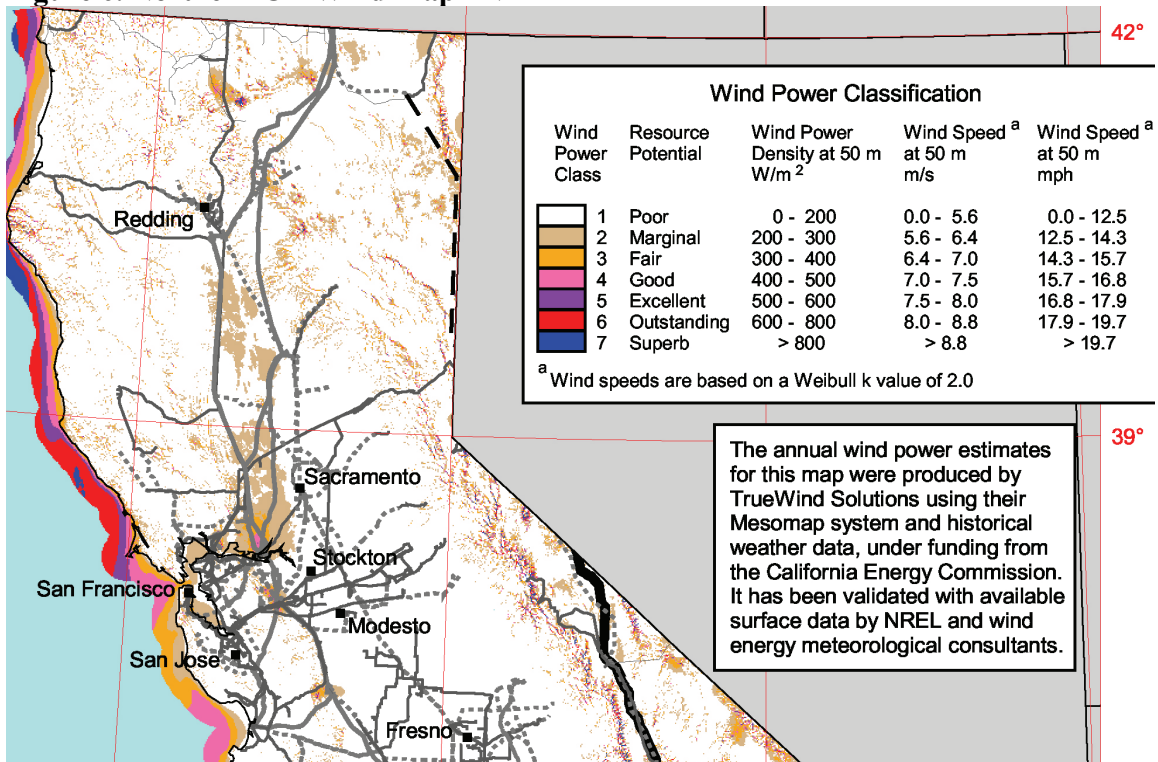 42°
Wind Power Classification
Wind Resource Wind Power Wind Speed a Wind Speed a
Power Potential Density at 50 m at 50 m at 50 m
Class W/m 2 m/s mph
1 Poor 0 - 200 0.0 - 5.6 0.0 - 12.5
2 Marginal 200 - 300 5.6 - 6.4 12.5 - 14.3
3 Fair 300 - 400 6.4 - 7.0 14.3 - 15.7
4 Good 400 - 500 7.0 - 7.5 15.7 - 16.8
5 Excellent 500 - 600 7.5 - 8.0 16.8 - 17.9
6 Outstanding 600 - 800 8.0 - 8.8 17.9 - 19.7
7 Superb > 800 > 8.8 > 19.7
a Wind speeds are based on a Weibull k value of 2.0
Redding
39°
The annual wind power estimates
for this map were produced by
TrueWind Solutions using their
Mesomap system and historical
weather data, under funding from
the California Energy Commission.
It has been validated with available
surface data by NREL and wind
energy meteorological consultants.
Sacramento
Stockton
San Francisco
Modesto
San Jose
Fresno